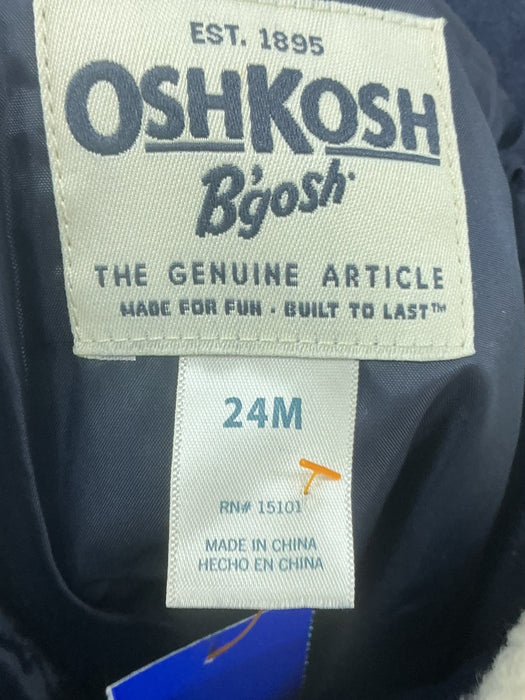 EST. 1895
OSHKOSH
B'gosh
THE GENUINE ARTICLE
MADE FOR FUN · BUILT TO LAST™
24M
RN# 15101
MADE IN CHINA
HECHO EN CHINA